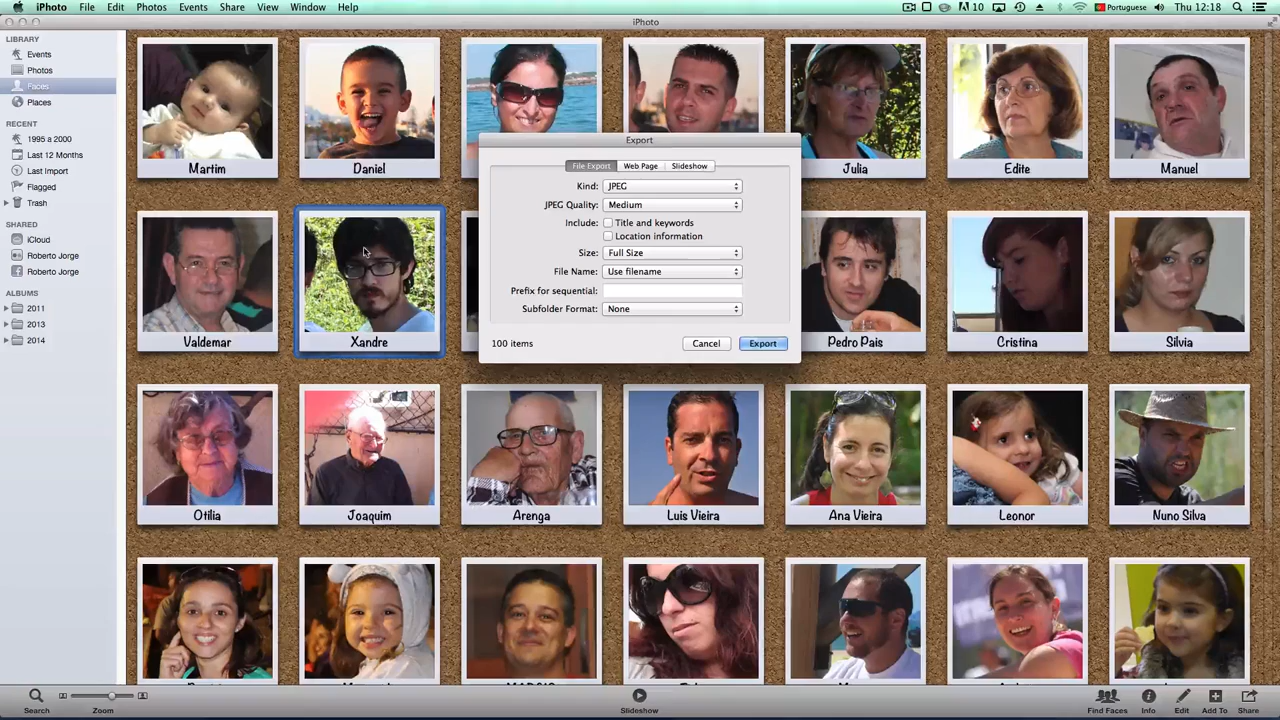 iPhoto File Edit Photos Events Share View Window Help 10 Portuguese Thu 12:18
iPhoto
LIBRARY
Events
Photos
Faces
Places
RECENT
1995 a 2000
Last 12 Months
Last Import
Flagged
Trash
SHARED
iCloud
Roberto Jorge
Roberto Jorge
ALBUMS
2011
2013
2014
Martim Daniel Julia Edite Manuel
Export
File Export Web Page Slideshow
Kind: JPEG
JPEG Quality: Medium
Include: Title and keywords
Location information
Size: Full Size
File Name: Use filename
Prefix for sequential:
Subfolder Format: None
100 items Cancel Export
Valdemar Xandre Pedro Pais Cristina Silvia
Otilia Joaquim Arenga Luis Vieira Ana Vieira Leonor Nuno Silva
Search Zoom Slideshow Find Faces Info Edit Add To Share